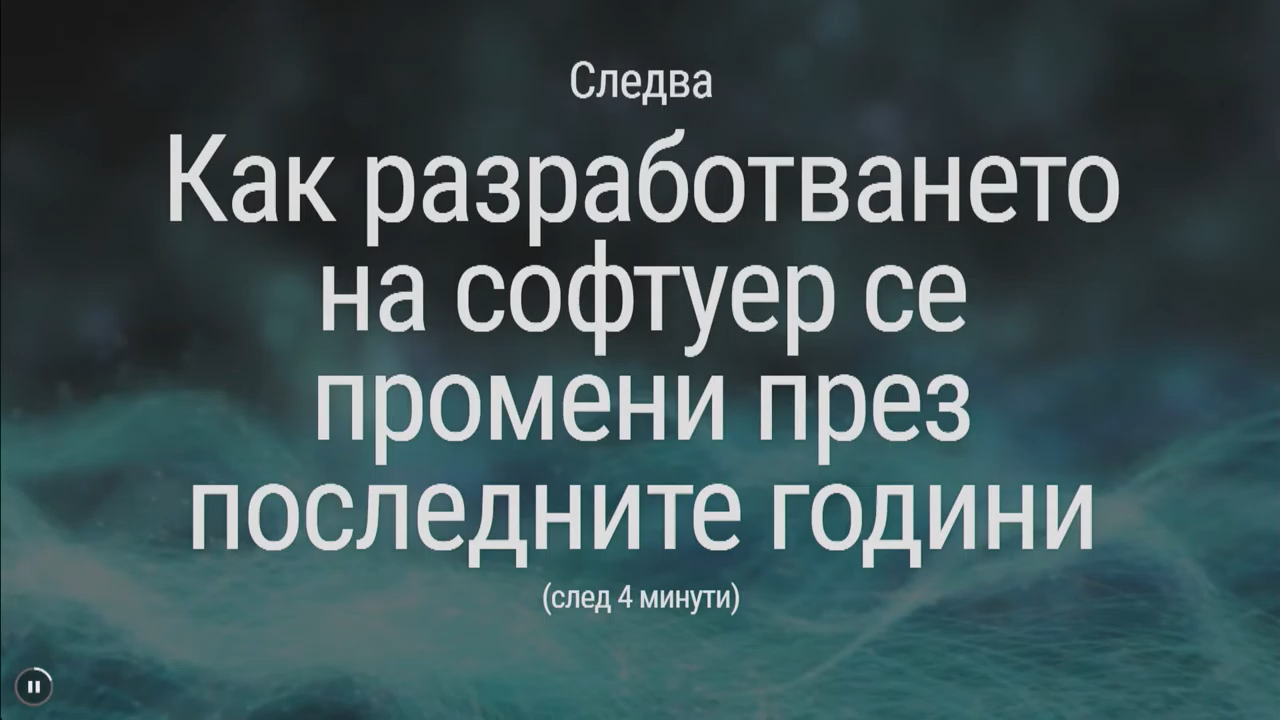 Следва
Как разработването
на софтуер се
промени през
последните години
(след 4 минути)